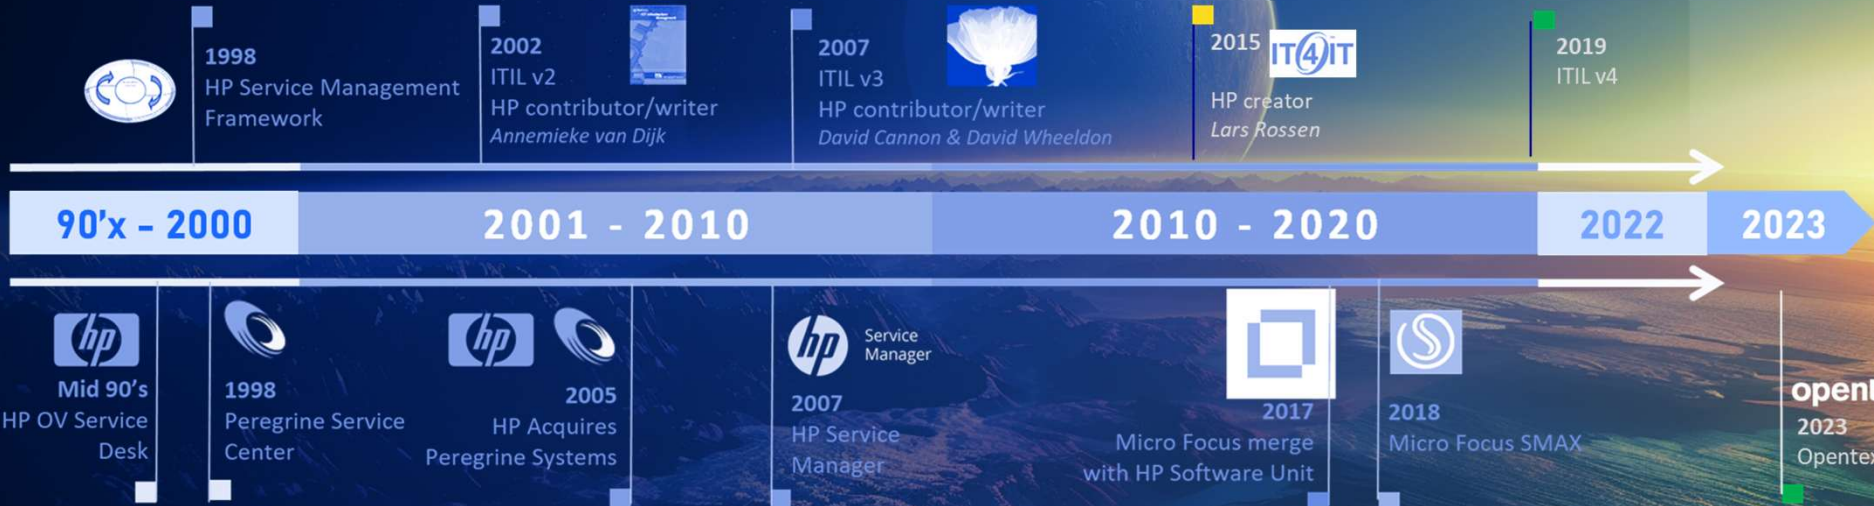 1998
HP Service Management
Framework
2002
ITIL v2
HP contributor/writer
Annemieke van Dijk
2007
ITIL v3
HP contributor/writer
David Cannon & David Wheeldon
2015
IT4IT
HP creator
Lars Rossen
2019
ITIL v4
90'x - 2000
2001 - 2010
2010 - 2020
2022
2023
hp
Mid 90's
HP OV Service
Desk
1998
Peregrine Service
Center
hp
2005
HP Acquires
Peregrine Systems
hp
Service
Manager
2007
HP Service
Manager
2017
Micro Focus merge
with HP Software Unit
2018
Micro Focus SMAX
2023